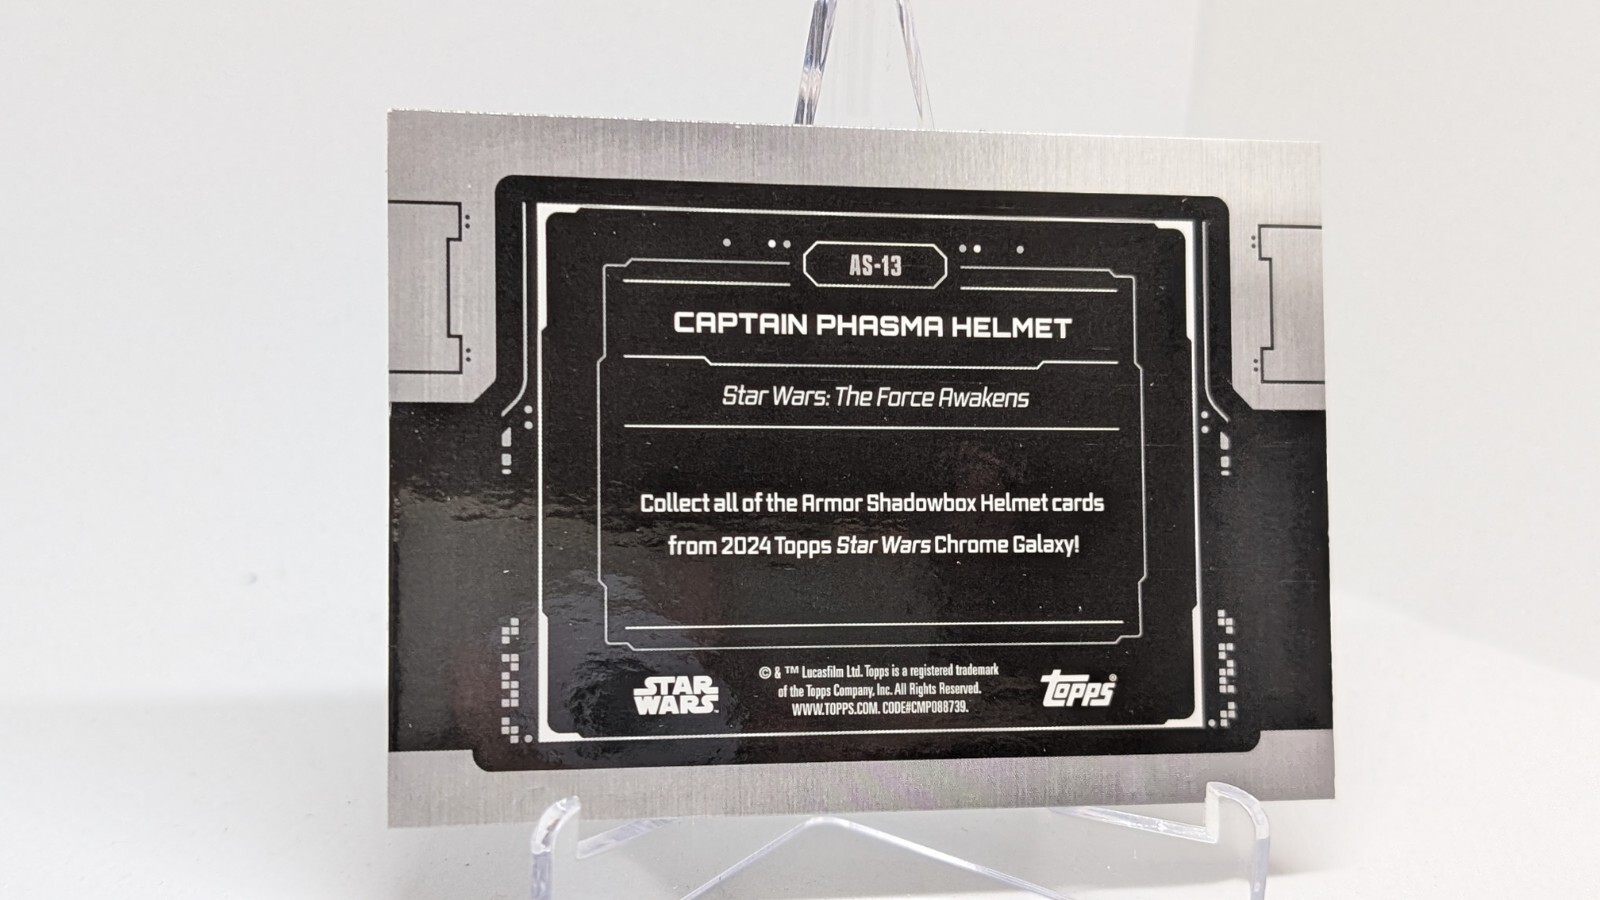 AS-13
CAPTAIN PHASMA HELMET
Star Wars: The Force Awakens
Collect all of the Armor Shadowbox Helmet cards
from 2024 Topps Star Wars Chrome Galaxy!
© & ™ Lucasfilm Ltd. Topps is a registered trademark
of the Topps Company, Inc. All Rights Reserved.
WWW.TOPPS.COM. CODE#CMP088739.
STAR
WARS™
topps®